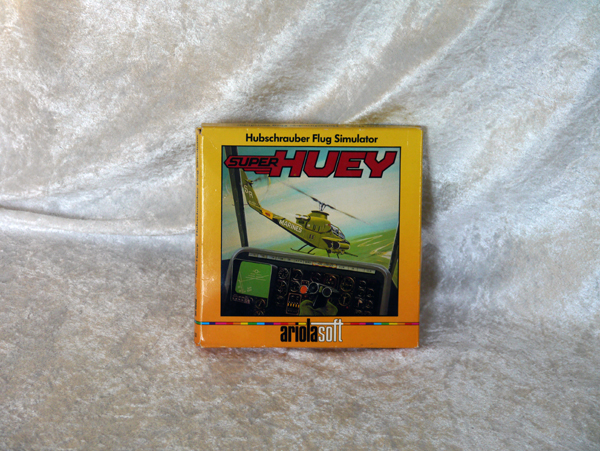 Hubschrauber Flug Simulator
SUPER HUEY
MARINES
ariolasoft